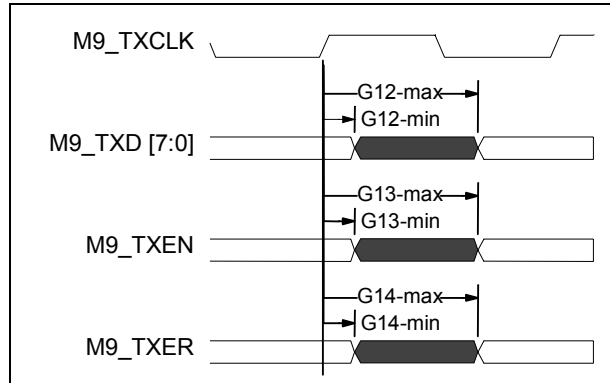 M9_TXCLK
G12-max
G12-min
M9_TXD [7:0]
G13-max
G13-min
M9_TXEN
G14-max
G14-min
M9_TXER